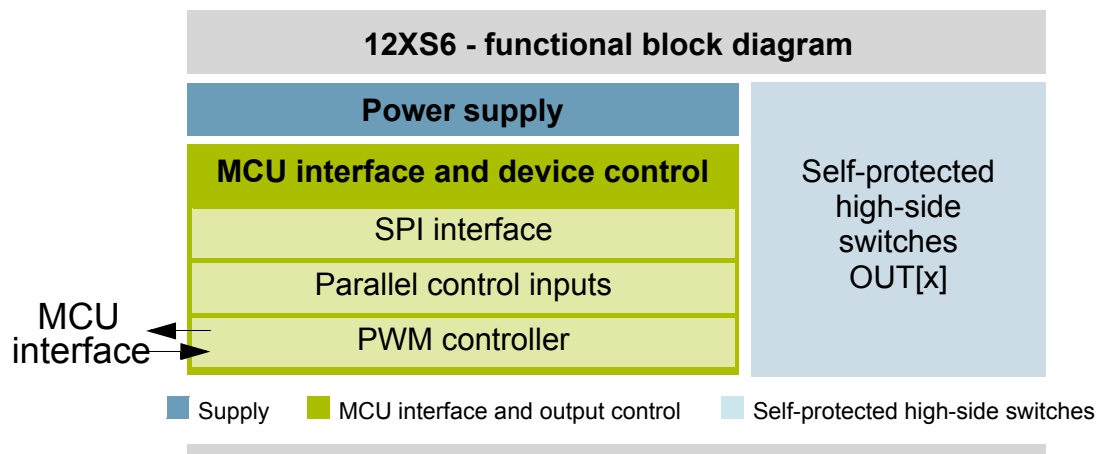 12XS6 - functional block diagram
Power supply
MCU interface and device control
SPI interface
Parallel control inputs
PWM controller
Self-protected
high-side
switches
OUT[x]
MCU
interface
Supply
MCU interface and output control
Self-protected high-side switches